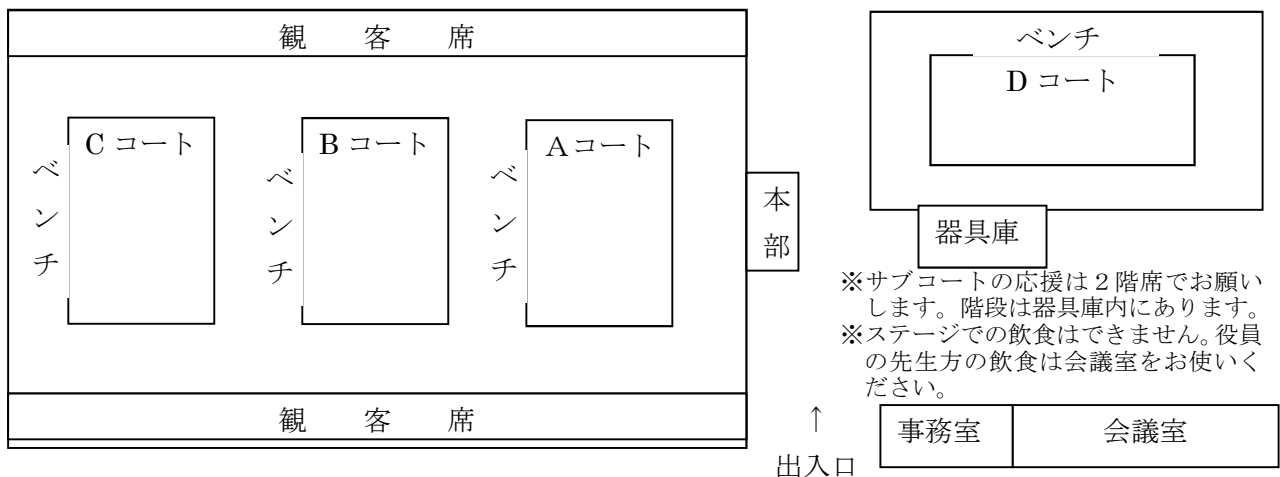 観 客 席
Cコート
Bコート
Aコート
ベンチ
ベンチ
ベンチ
本部
観 客 席
ベンチ
Dコート
器具庫
※サブコートの応援は２階席でお願い
します。階段は器具庫内にあります。
※ステージでの飲食はできません。役員
の先生方の飲食は会議室をお使いく
ださい。
↑
出入口
事務室
会議室